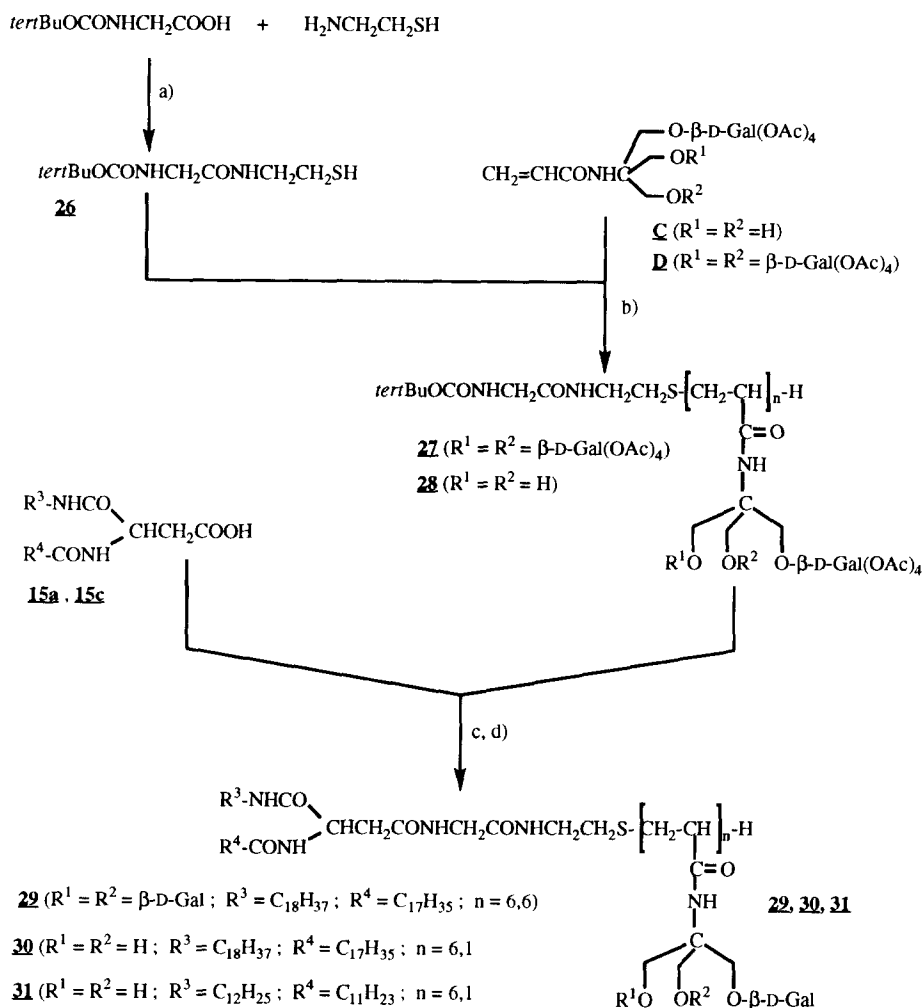 tertBuOCONHCH₂COOH + H₂NCH₂CH₂SH
a)
tertBuOCONHCH₂CONHCH₂CH₂SH
26
O-β-D-Gal(OAc)₄
OR¹
CH₂=CHCONHC
OR²
C (R¹ = R² =H)
D (R¹ = R² = β-D-Gal(OAc)₄)
b)
tertBuOCONHCH₂CONHCH₂CH₂S-[CH₂-CH]ₙ-H
C=O
27 (R¹ = R² = β-D-Gal(OAc)₄)
NH
28 (R¹ = R² = H)
C
R¹O OR² O-β-D-Gal(OAc)₄
R³-NHCO
CHCH₂COOH
R⁴-CONH
15a , 15c
c, d)
R³-NHCO
CHCH₂CONHCH₂CONHCH₂CH₂S-[CH₂-CH]ₙ-H
R⁴-CONH
C=O
29 (R¹ = R² = β-D-Gal ; R³ = C₁₈H₃₇ ; R⁴ = C₁₇H₃₅ ; n = 6,6)
NH
29, 30, 31
30 (R¹ = R² = H ; R³ = C₁₈H₃₇ ; R⁴ = C₁₇H₃₅ ; n = 6,1
C
31 (R¹ = R² = H ; R³ = C₁₂H₂₅ ; R⁴ = C₁₁H₂₃ ; n = 6,1
R¹O OR² O-β-D-Gal